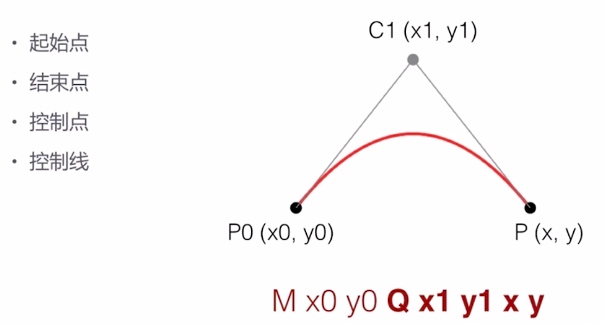 • 起始点
• 结束点
• 控制点
• 控制线
C1 (x1, y1)
P0 (x0, y0)
P (x, y)
M x0 y0 Q x1 y1 x y